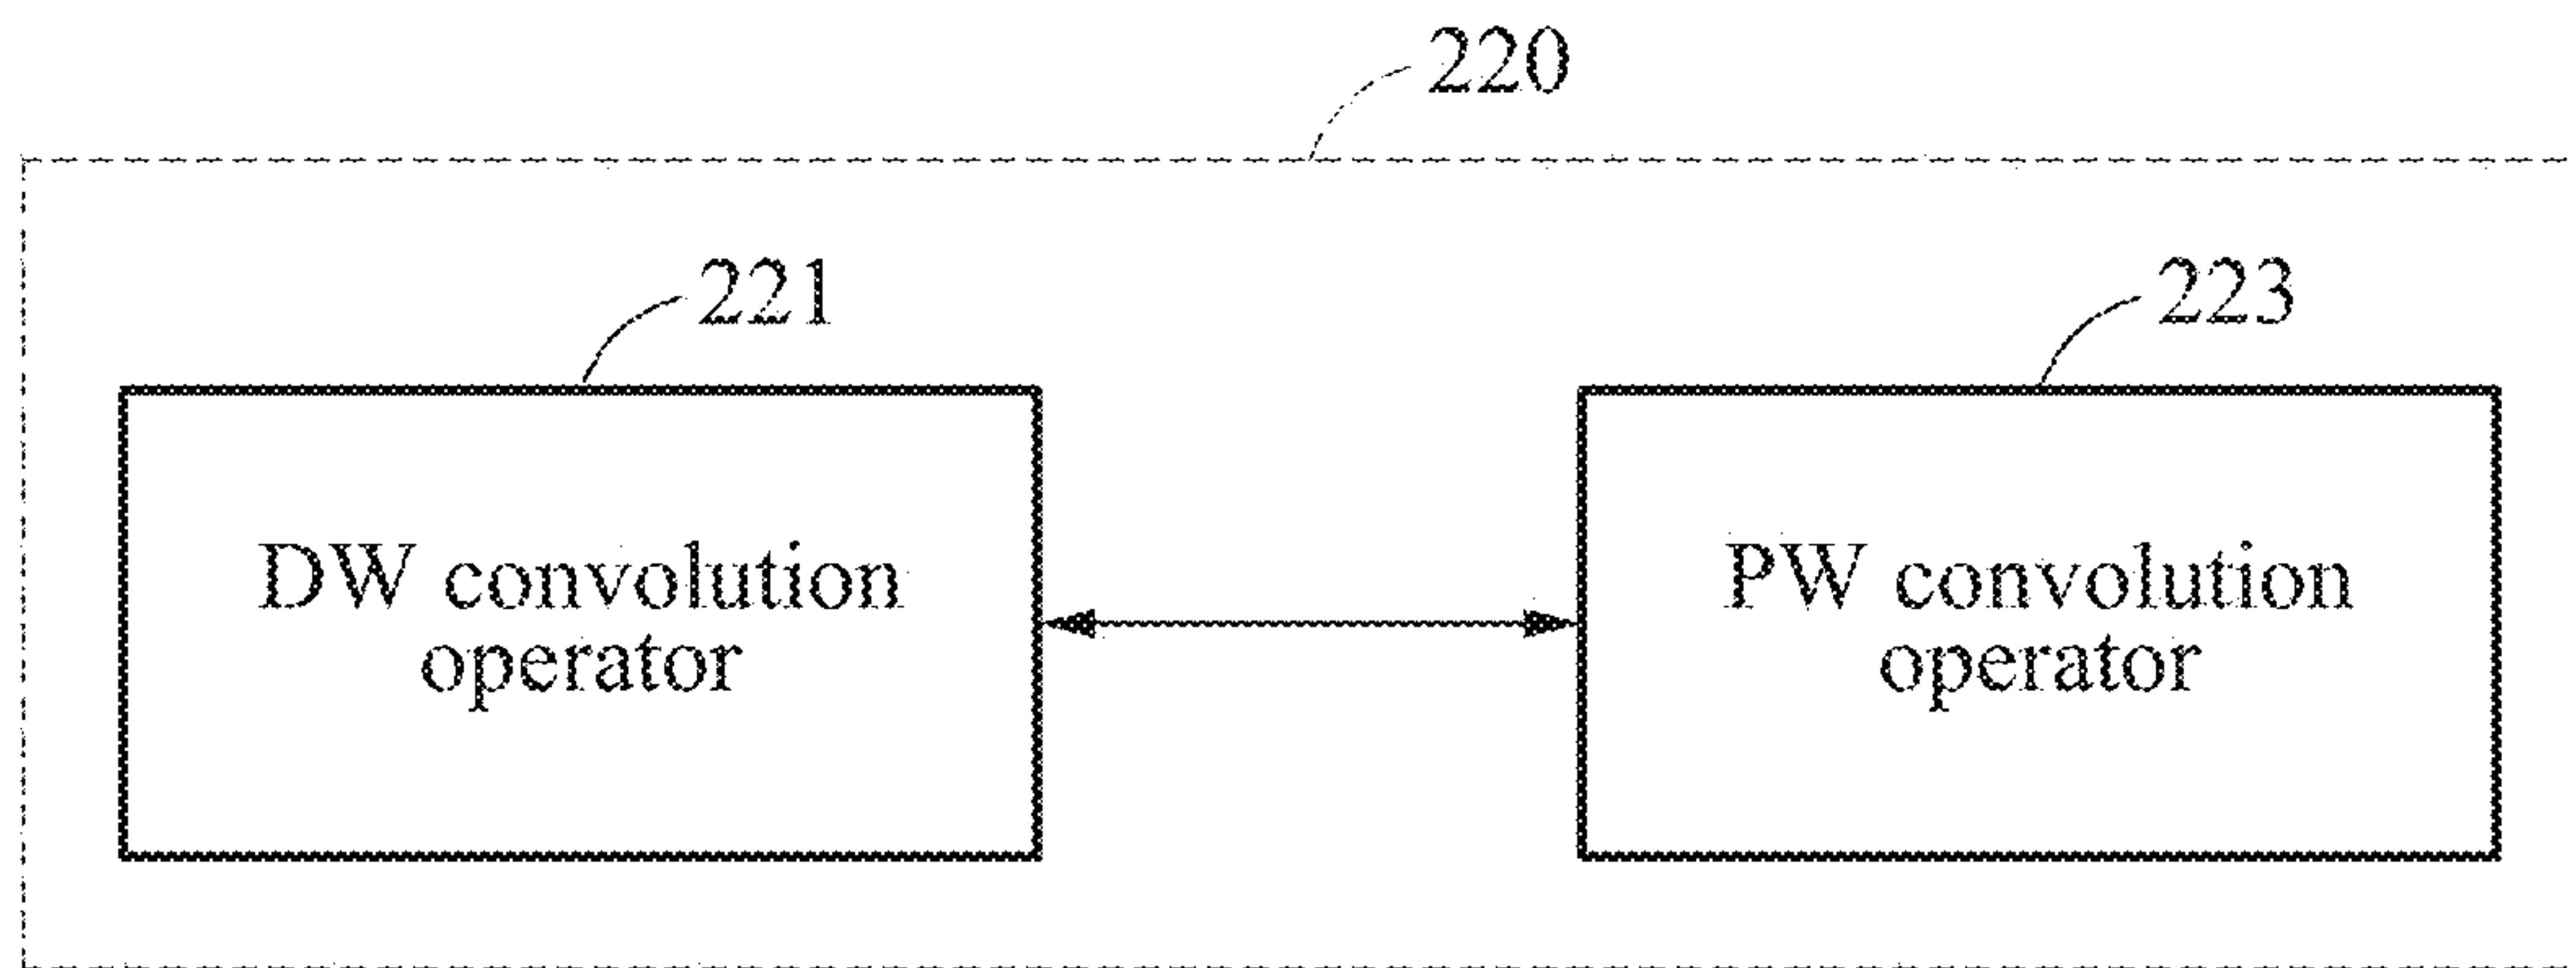 220
221
223
DW convolution
operator
PW convolution
operator